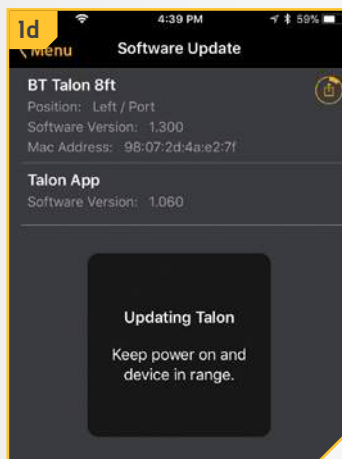 1d
4:39 PM
59%
Menu
Software Update
BT Talon 8ft
Position: Left / Port
Software Version: 1.300
Mac Address: 98:07:2d:4a:e2:7f
Talon App
Software Version: 1.060
Updating Talon
Keep power on and
device in range.